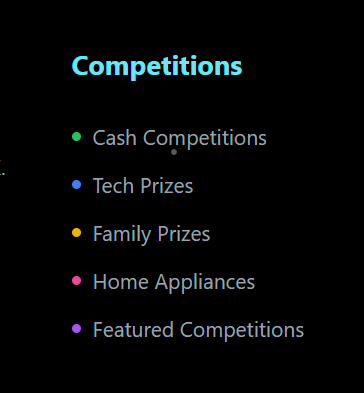 Competitions
Cash Competitions
Tech Prizes
Family Prizes
Home Appliances
Featured Competitions